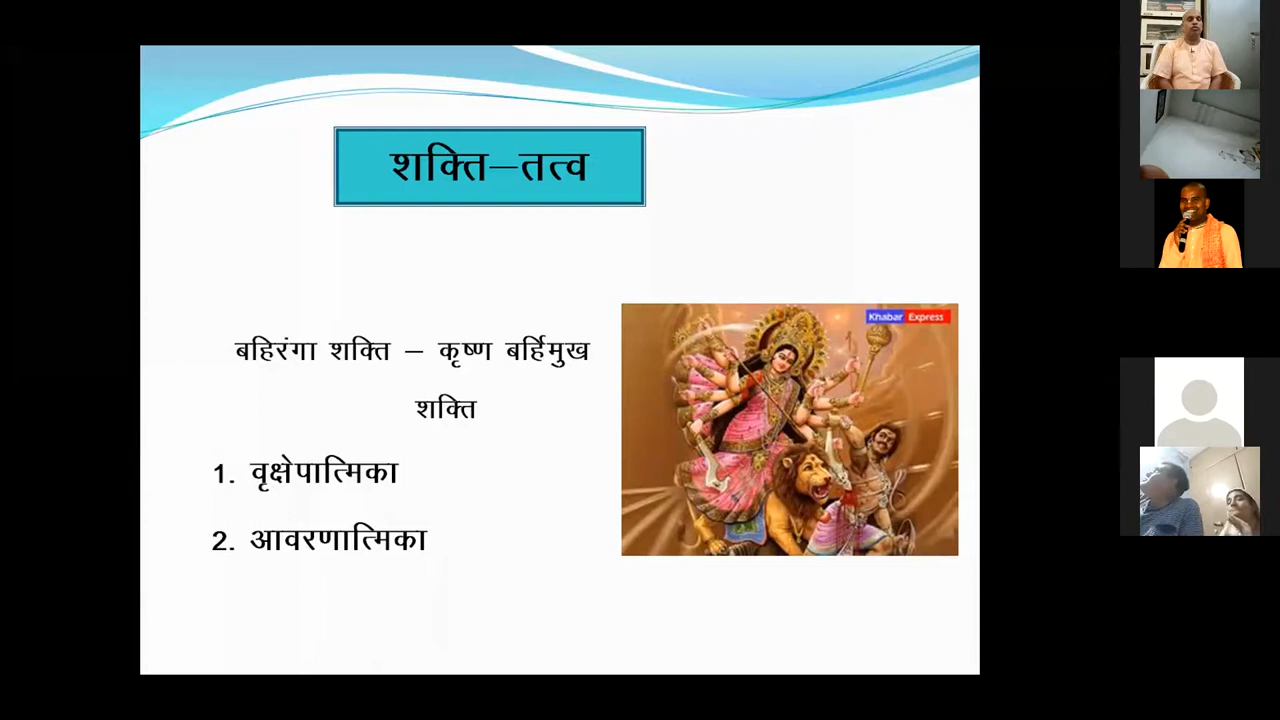 शक्ति–तत्व
बहिरंगा शक्ति – कृष्ण बर्हिमुख
शक्ति
1. वृक्षेपात्मिका
2. आवरणात्मिका
Khabar Express